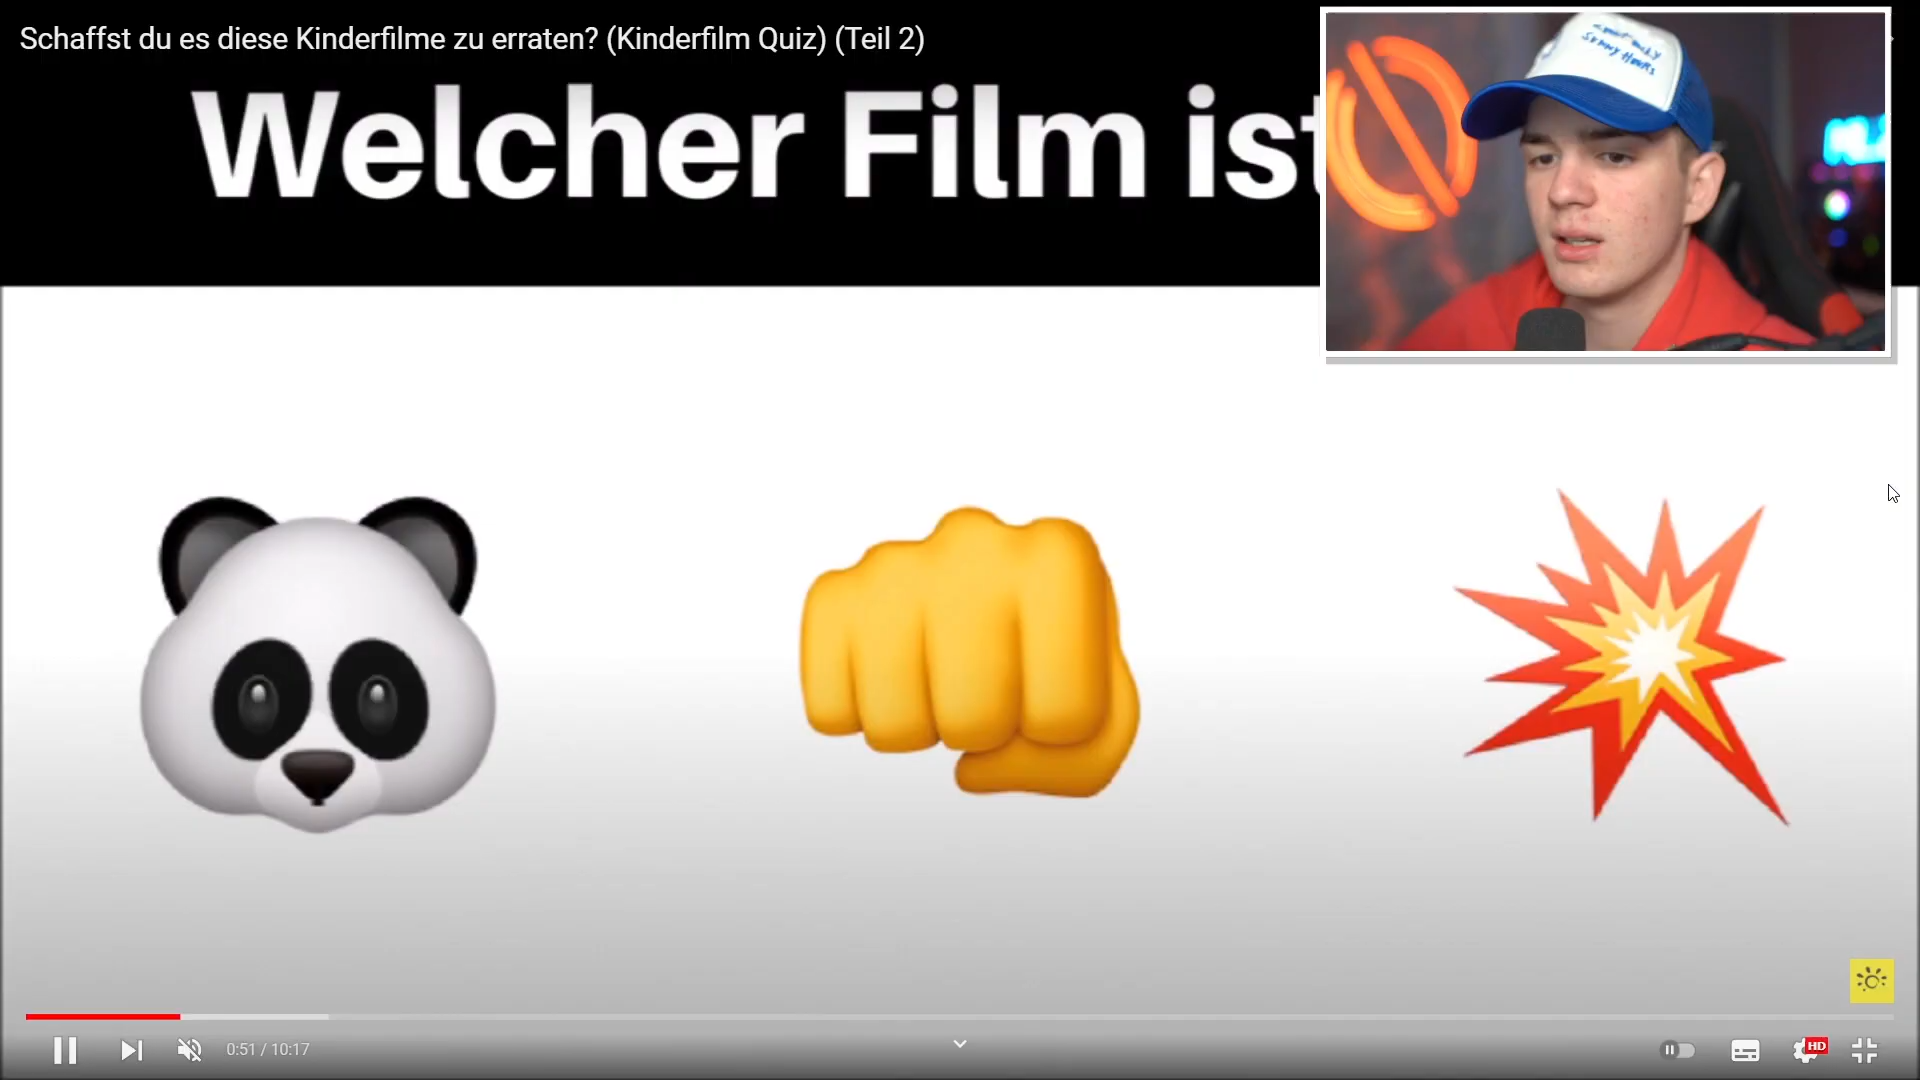 Schaffst du es diese Kinderfilme zu erraten? (Kinderfilm Quiz) (Teil 2)
Welcher Film ist
0:51 / 10:17
HD